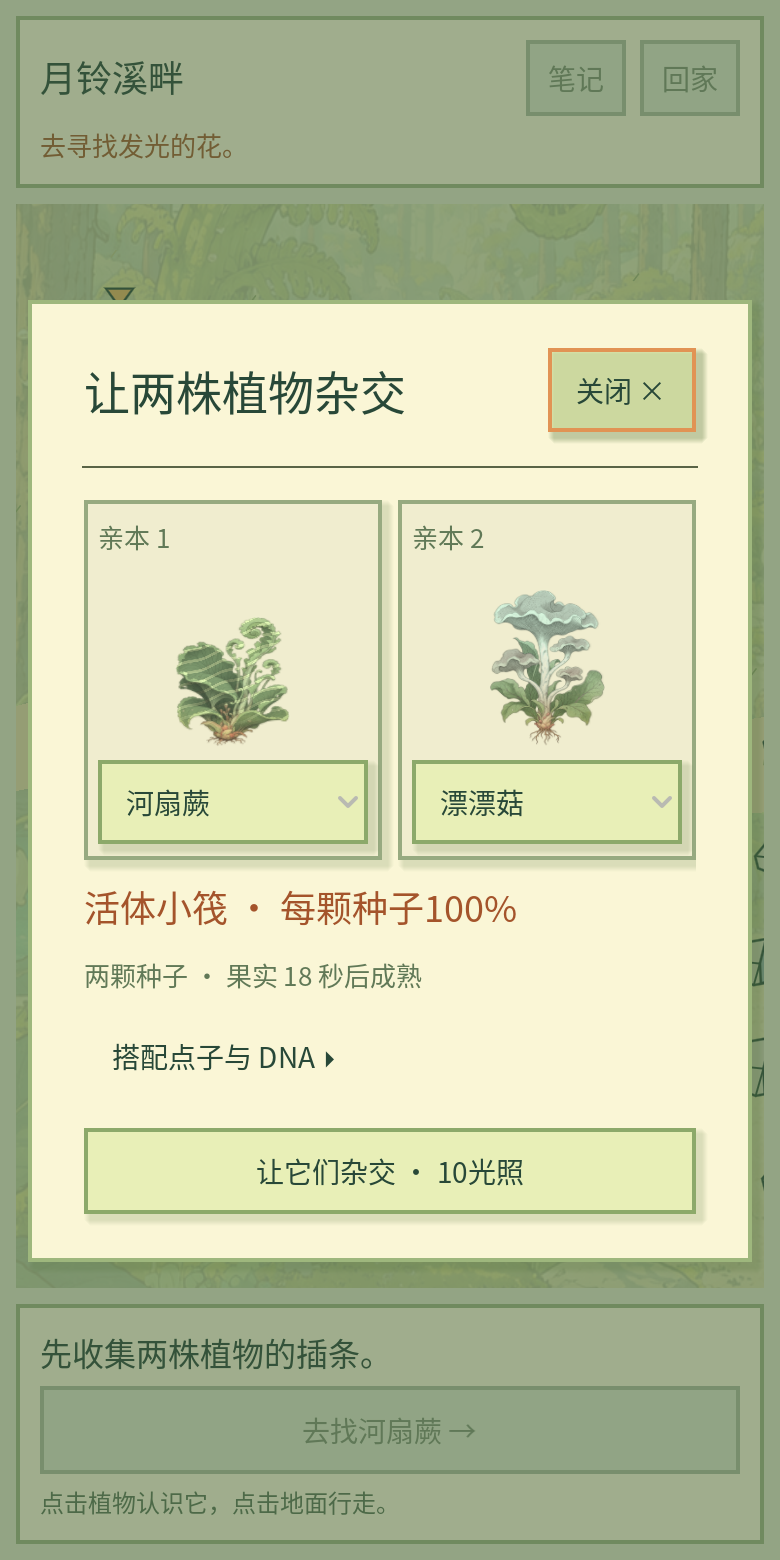 月铃溪畔
笔记
回家
去寻找发光的花。
让两株植物杂交
关闭 ×
亲本 1
亲本 2
河扇蕨
漂漂菇
活体小筏 · 每颗种子100%
两颗种子 · 果实 18 秒后成熟
搭配点子与 DNA
让它们杂交 · 10光照
先收集两株植物的插条。
去找河扇蕨 →
点击植物认识它，点击地面行走。